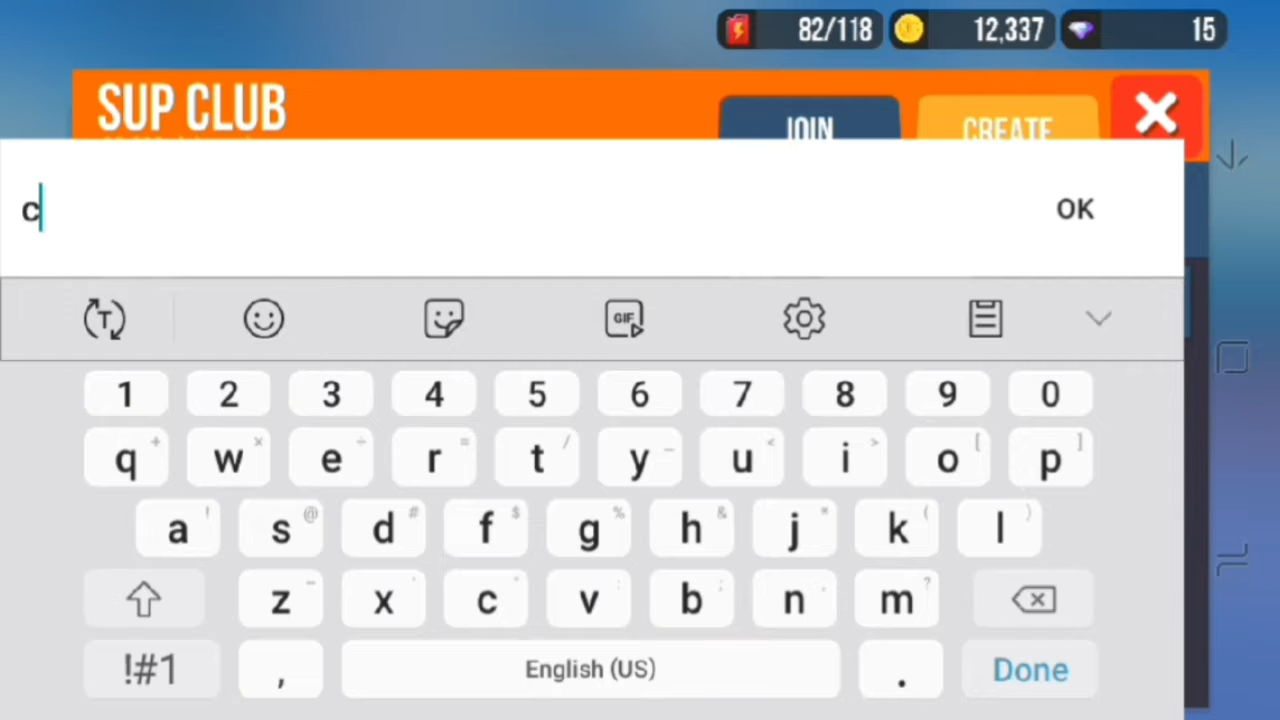 82/118 12,337 15
SUP CLUB JOIN CREATE
c OK
T GIF
1 2 3 4 5 6 7 8 9 0
q w e r t y u i o p
a s d f g h j k l
z x c v b n m
!#1 , English (US) . Done